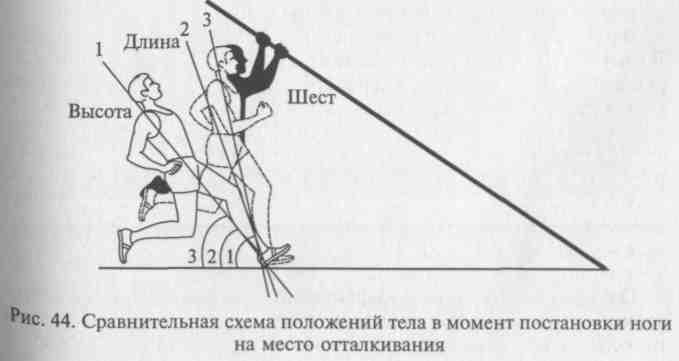 3
2
Длина
1
Высота
Шест
3 2 1
Рис. 44. Сравнительная схема положений тела в момент постановки ноги
на место отталкивания